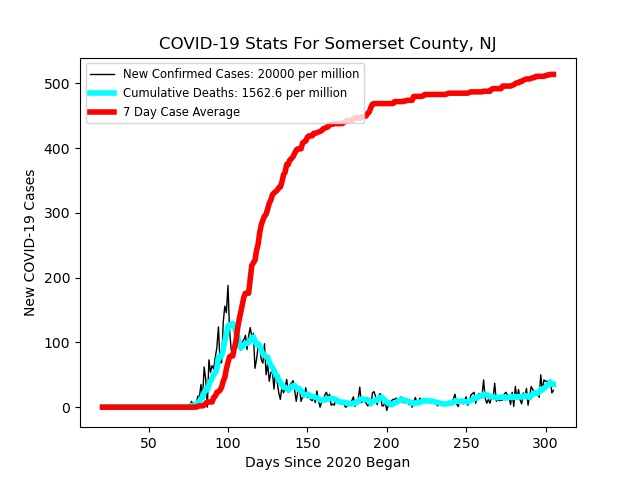 COVID-19 Stats For Somerset County, NJ
New Confirmed Cases: 20000 per million
Cumulative Deaths: 1562.6 per million
7 Day Case Average
New COVID-19 Cases
500
400
300
200
100
0
50 100 150 200 250 300
Days Since 2020 Began